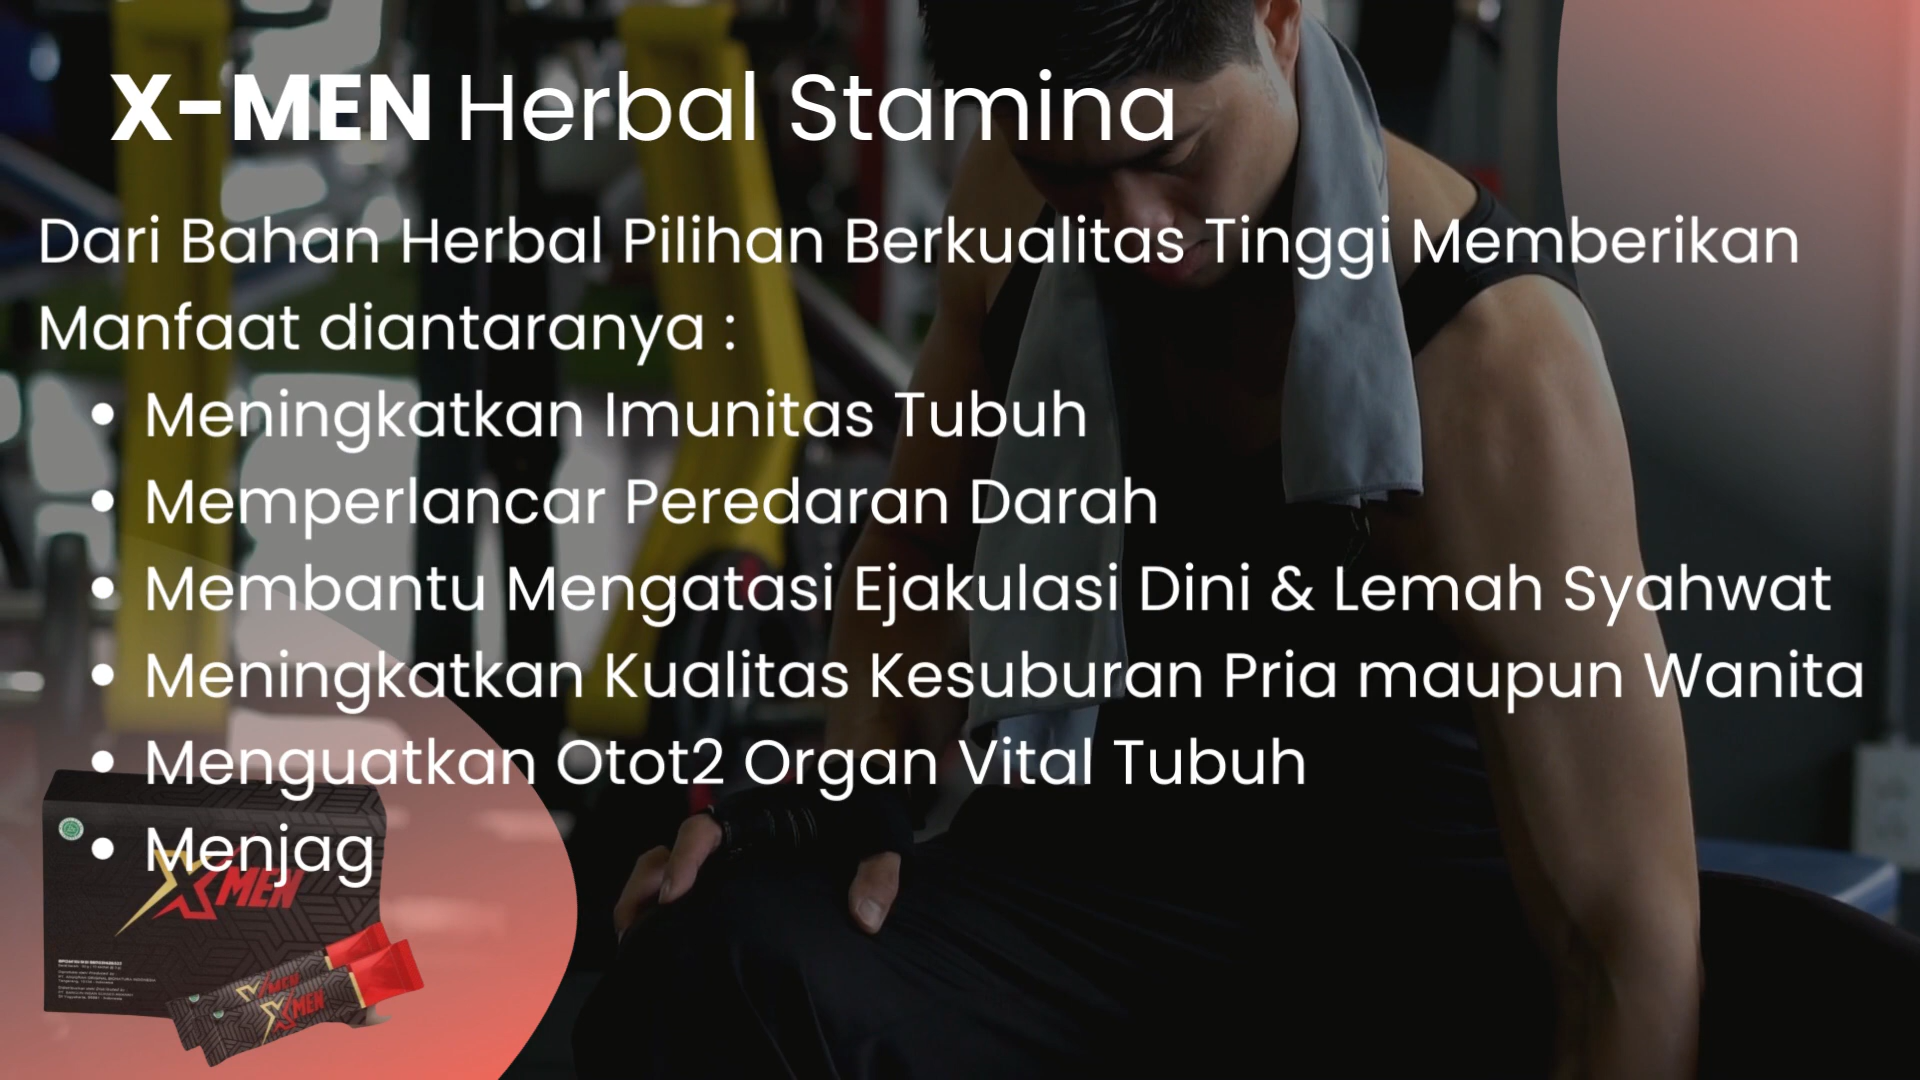 X-MEN Herbal Stamina
Dari Bahan Herbal Pilihan Berkualitas Tinggi Memberikan
Manfaat diantaranya :
• Meningkatkan Imunitas Tubuh
• Memperlancar Peredaran Darah
• Membantu Mengatasi Ejakulasi Dini & Lemah Syahwat
• Meningkatkan Kualitas Kesuburan Pria maupun Wanita
• Menguatkan Otot2 Organ Vital Tubuh
• Menjag
XMEN
XMEN
XMEN